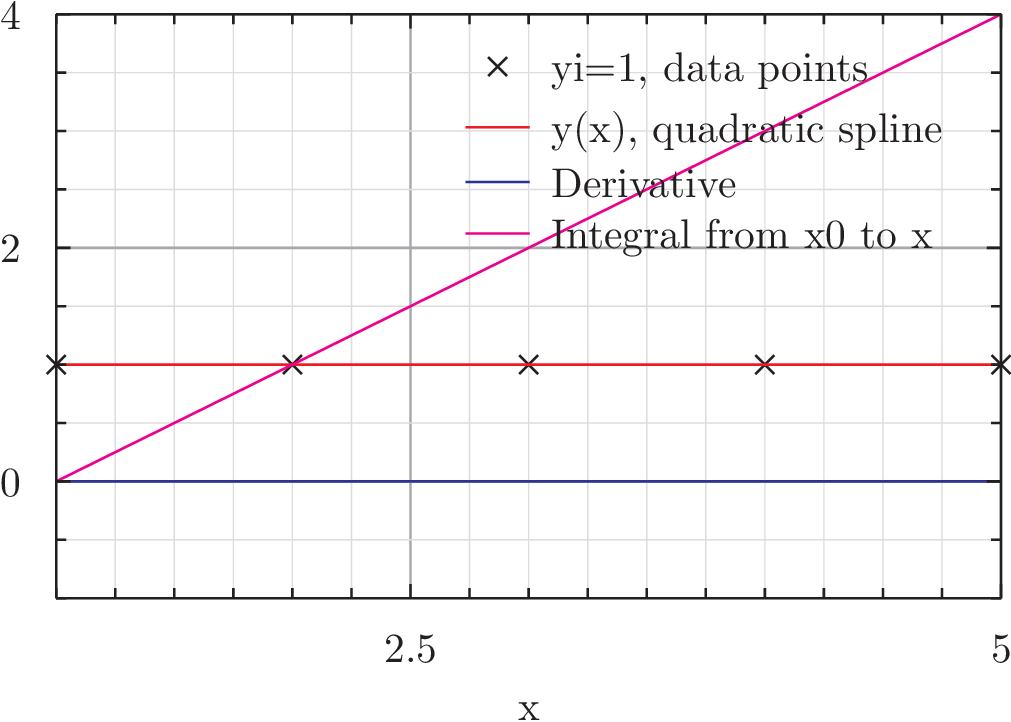 4
yi=1, data points
y(x), quadratic spline
Derivative
2
Integral from x0 to x
0
2.5
5
x